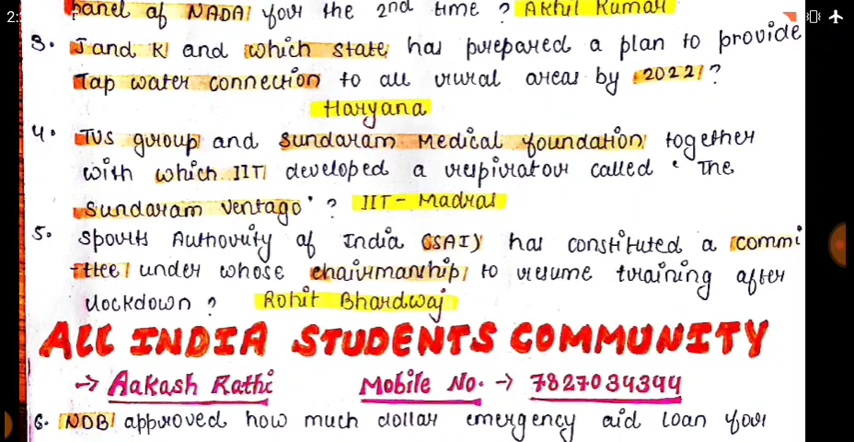 2:
panel of NADA for the 2nd time ? Akhil Kumar
3. J and K and which state has prepared a plan to provide
Tap water connection to all rural areas by 2022 ?
Haryana
4. TVS group and Sundaram Medical foundation together
with which IIT developed a respirator called ' The
Sundaram Ventago' ? IIT - Madras
5. Sports Authority of India (SAI) has constituted a commi
-ttee under whose chairmanship to resume training after
lockdown ? Rohit Bhardwaj
ALL INDIA STUDENTS COMMUNITY
→ Aakash Rathi Mobile No. → 7827034394
6. NDB approved how much dollar emergency aid loan for